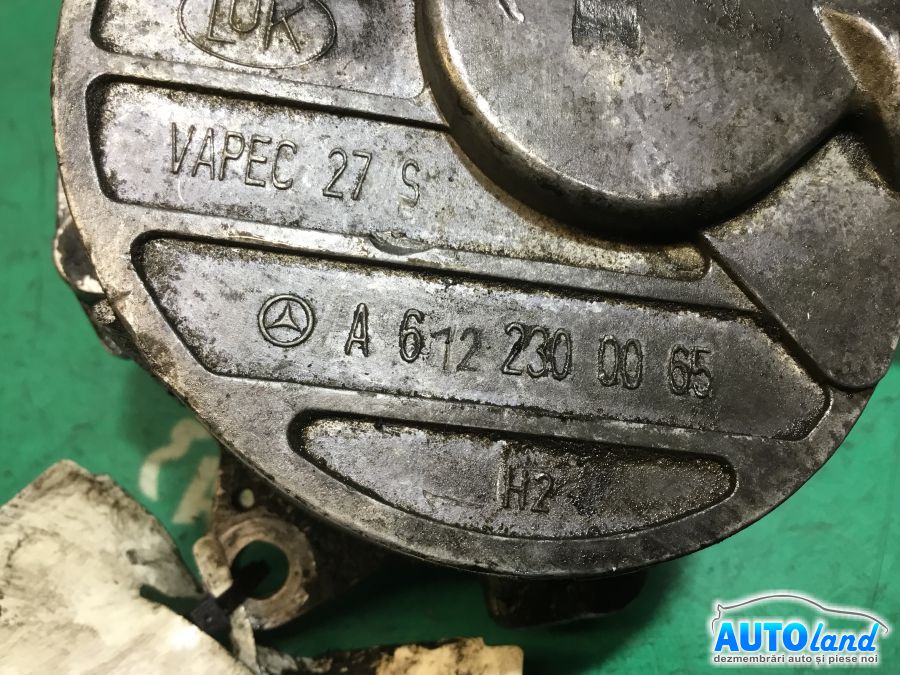 LUK
VAPEC 27 S
A 612 230 00 65
H2
AUTOland
dezmembrări auto și piese noi